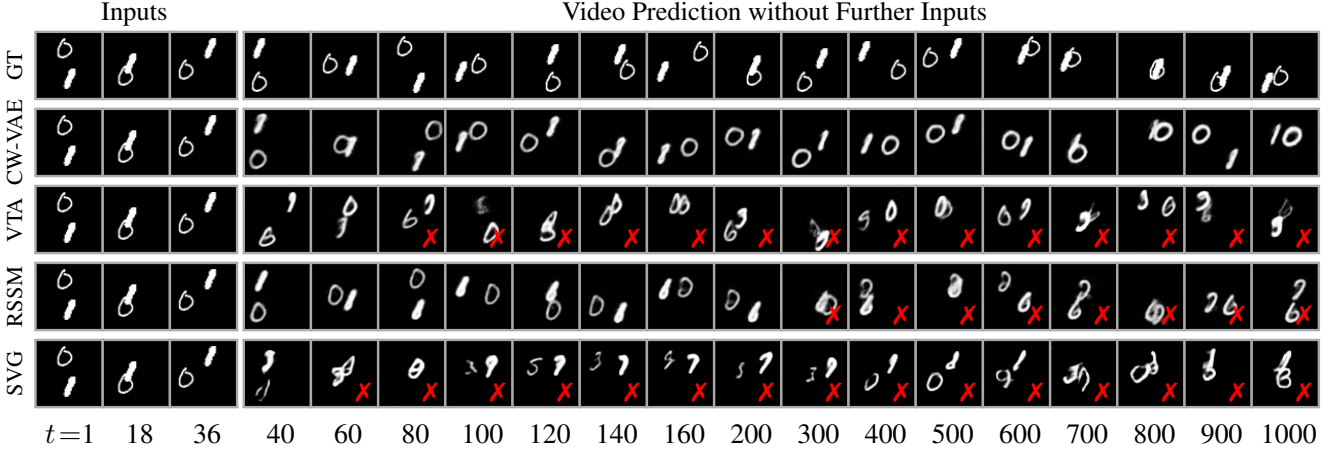 Inputs Video Prediction without Further Inputs
GT
CW-VAE
VTA
RSSM
SVG
t=1 18 36 40 60 80 100 120 140 160 200 300 400 500 600 700 800 900 1000